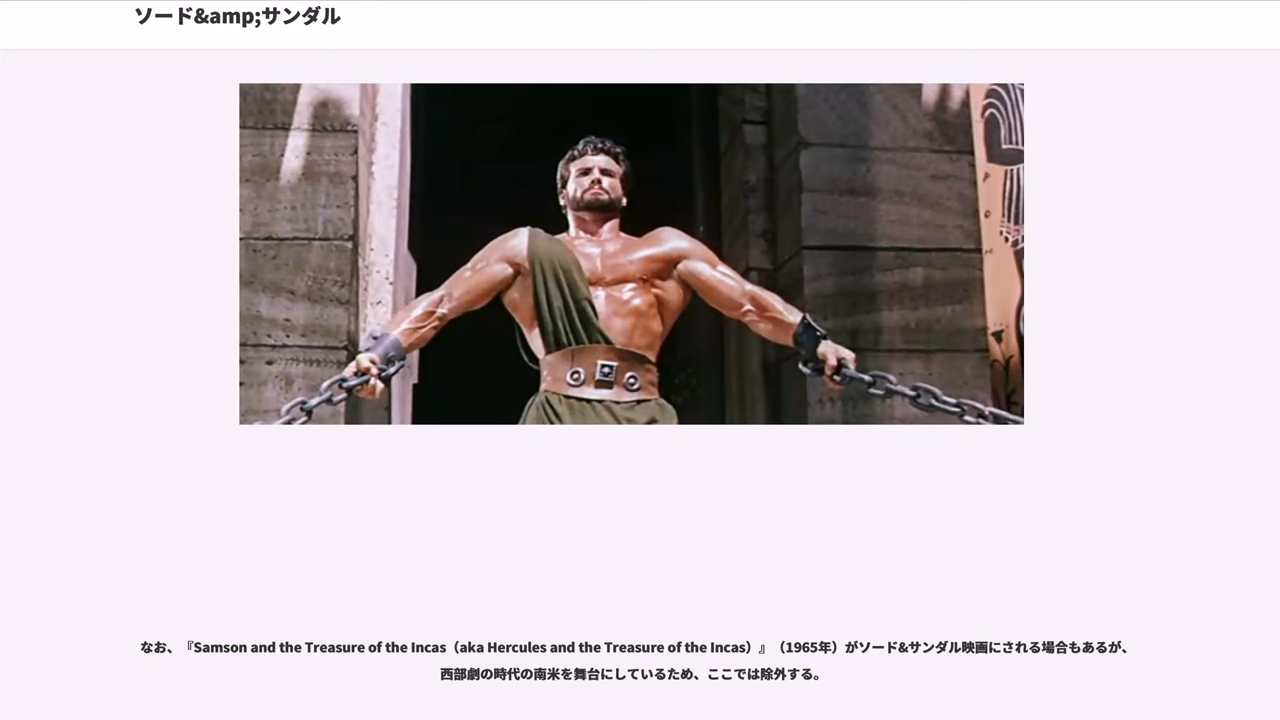 ソード&amp;サンダル
なお、『Samson and the Treasure of the Incas（aka Hercules and the Treasure of the Incas）』（1965年）がソード&サンダル映画にされる場合もあるが、
西部劇の時代の南米を舞台にしているため、ここでは除外する。